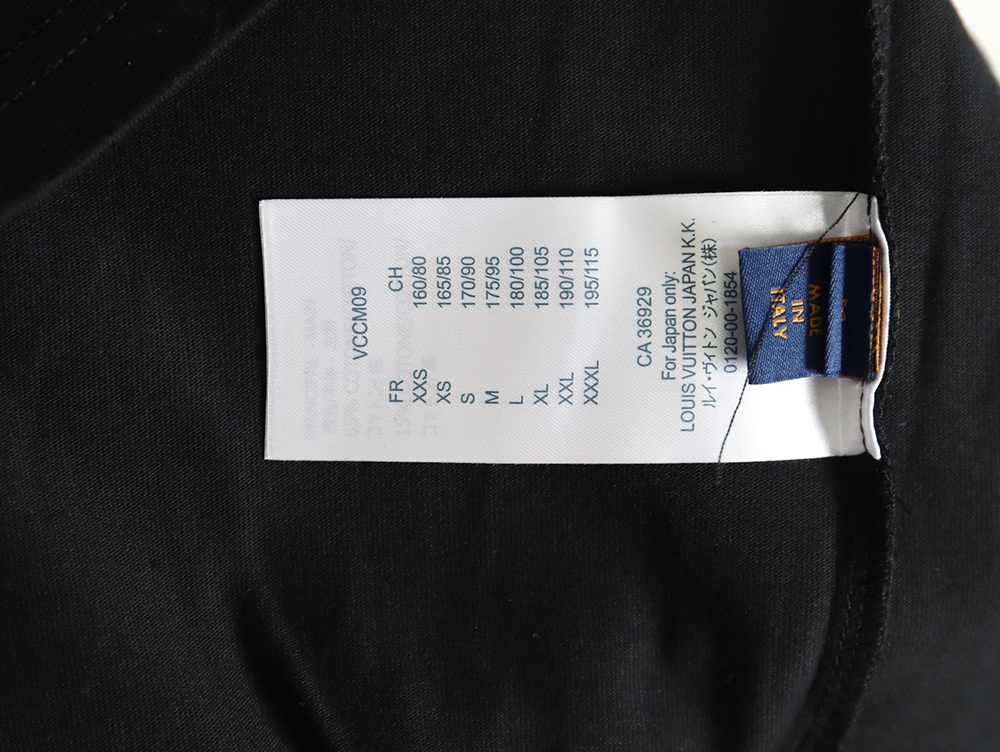 VCCM09
FR CH
XXS 160/80
XS 165/85
S 170/90
M 175/95
L 180/100
XL 185/105
XXL 190/110
XXXL 195/115
CA 36929
For Japan only:
LOUIS VUITTON JAPAN K.K.
ルイ・ヴィトン ジャパン(株)
0120-00-1854
MADE
IN
ITALY